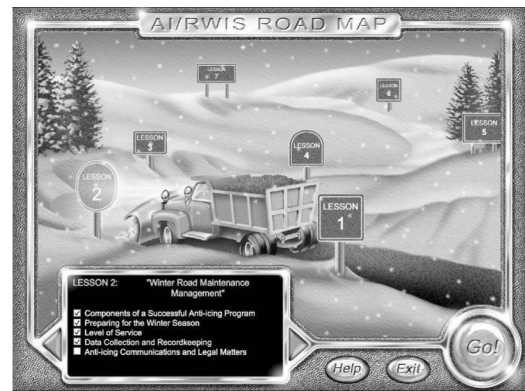 AI/RWIS ROAD MAP
LESSON
7
LESSON
6
LESSON
5
LESSON
3
LESSON
4
LESSON
2
LESSON
1
LESSON 2: "Winter Road Maintenance
Management"
Components of a Successful Anti-icing Program
Preparing for the Winter Season
Level of Service
Data Collection and Recordkeeping
Anti-icing Communications and Legal Matters
Help
Exit
Go!